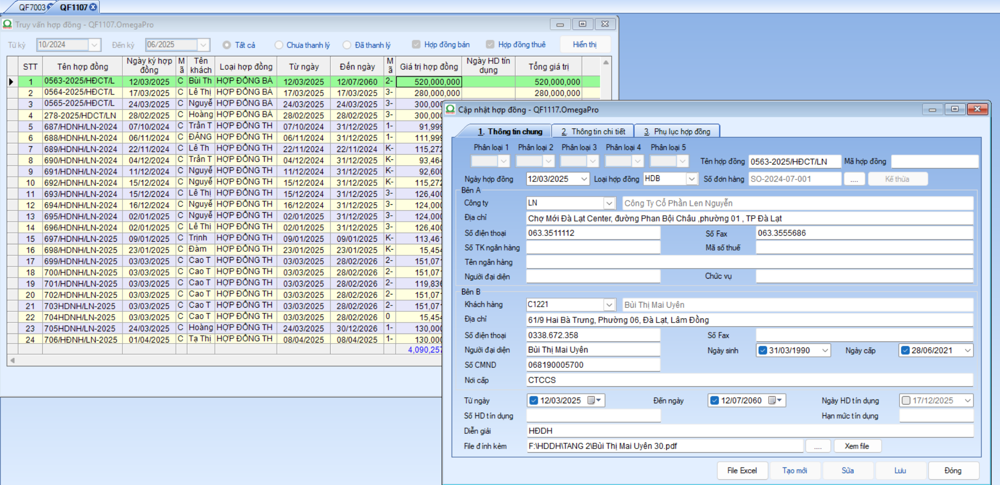 QF7003
QF1107
Truy vấn hợp đồng - QF1107.OmegaPro
Từ kỳ 10/2024 Đến kỳ 06/2025 Tất cả Chưa thanh lý Đã thanh lý Hợp đồng bán Hợp đồng thuê Hiển thị
STT Tên hợp đồng Ngày ký hợp đồng Mã Tên khách Loại hợp đồng Từ ngày Đến ngày Mã Giá trị hợp đồng Ngày HD tín dụng Tổng giá trị
1 0563-2025/HĐCT/L 12/03/2025 C Bùi Th HỢP ĐỒNG BÁ 12/03/2025 12/07/2060 2- 520,000,000 520,000,000
2 0564-2025/HĐCT/L 17/03/2025 C Lê Thị HỢP ĐỒNG BÁ 17/03/2025 17/03/2025 3- 280,000,000 280,000,000
3 0565-2025/HĐCT/L 24/03/2025 C Nguyễ HỢP ĐỒNG BÁ 24/03/2025 24/03/2025 3- 300,00
4 278-2025/HDCT/LN 28/02/2025 C Hoàng HỢP ĐỒNG BÁ 28/02/2025 28/02/2025 3- 300,00
5 687/HDNH/LN-2024 07/10/2024 C Trần T HỢP ĐỒNG TH 07/10/2024 31/12/2025 1- 91,999
6 688/HDNH/LN-2024 06/11/2024 C ĐẶNG HỢP ĐỒNG TH 06/11/2024 31/12/2025 1- 111,999
7 689/HDNH/LN-2024 22/11/2024 C Lê Th HỢP ĐỒNG TH 22/11/2024 22/11/2024 K- 115,272
8 690/HDNH/LN-2024 04/12/2024 C Trần T HỢP ĐỒNG TH 04/12/2024 31/12/2025 K- 93,464
9 691/HDNH/LN-2024 11/12/2024 C Nguyễ HỢP ĐỒNG TH 11/12/2024 31/12/2025 K- 92,600
10 692/HDNH/LN-2024 15/12/2024 C Nguyễ HỢP ĐỒNG TH 15/12/2024 31/12/2025 K- 115,272
11 693/HDNH/LN-2024 15/12/2024 C Lê Thị HỢP ĐỒNG TH 15/12/2024 31/12/2025 3- 126,400
12 694/HDNH/LN-2024 16/12/2024 C Nguyễ HỢP ĐỒNG TH 16/12/2024 31/12/2025 3- 124,000
13 695/HDNH/LN-2024 02/01/2025 C Nguyễ HỢP ĐỒNG TH 02/01/2025 31/12/2025 3- 124,000
14 696/HDNH/LN-2024 02/01/2025 C Lê Thị HỢP ĐỒNG TH 02/01/2025 31/12/2025 3- 126,400
15 697/HDNH/LN-2025 09/01/2025 C Trịnh HỢP ĐỒNG TH 09/01/2025 09/01/2025 K- 113,461
16 698/HDNH/LN-2025 23/01/2025 C Đàm HỢP ĐỒNG TH 23/01/2025 23/01/2025 K- 15,454
17 699/HDNH/LN-2025 03/03/2025 C Cao T HỢP ĐỒNG TH 03/03/2025 28/02/2026 2- 151,071
18 700/HDNH/LN-2025 03/03/2025 C Cao T HỢP ĐỒNG TH 03/03/2025 28/02/2026 2- 151,071
19 701/HDNH/LN-2025 03/03/2025 C Cao T HỢP ĐỒNG TH 03/03/2025 28/02/2026 2- 119,836
20 702/HDNH/LN-2025 03/03/2025 C Cao T HỢP ĐỒNG TH 03/03/2025 28/02/2026 2- 151,071
21 703HDNH/LN-2025 03/03/2025 C Cao T HỢP ĐỒNG TH 03/03/2025 28/02/2026 2- 151,071
22 704HDNH/LN-2025 03/03/2025 C Cao T HỢP ĐỒNG TH 03/03/2025 28/02/2026 0 15,454
23 705HDNH/LN-2025 24/03/2025 C Hoàng HỢP ĐỒNG TH 24/03/2025 30/12/2026 1- 130,000
24 706/HĐNH/LN-2025 01/04/2025 C Tạ Thị HỢP ĐỒNG TH 08/04/2025 08/04/2025 1- 130,000
4,090,257
Cập nhật hợp đồng - QF1117.OmegaPro
1. Thông tin chung 2. Thông tin chi tiết 3. Phụ lục hợp đồng
Phân loại 1 Phân loại 2 Phân loại 3 Phân loại 4 Phân loại 5
Tên hợp đồng 0563-2025/HĐCT/LN Mã hợp đồng
Ngày hợp đồng 12/03/2025 Loại hợp đồng HDB Số đơn hàng SO-2024-07-001 .... Kế thừa
Bên A
Công ty LN Công Ty Cổ Phần Len Nguyễn
Địa chỉ Chợ Mới Đà Lạt Center, đường Phan Bội Châu ,phường 01 , TP Đà Lạt
Số điện thoại 063.3511112 Số Fax 063.3555686
Số TK ngân hàng Mã số thuế
Tên ngân hàng
Người đại diện Chức vụ
Bên B
Khách hàng C1221 Bùi Thị Mai Uyên
Địa chỉ 61/9 Hai Bà Trưng, Phường 06, Đà Lạt, Lâm Đồng
Số điện thoại 0338.672.358 Số Fax
Người đại diện Bùi Thị Mai Uyên Ngày sinh 31/03/1990 Ngày cấp 28/06/2021
Số CMND 068190005700
Nơi cấp CTCCS
Từ ngày 12/03/2025 Đến ngày 12/07/2060 Ngày HD tín dụng 17/12/2025
Số HD tín dụng Hạn mức tín dụng
Diễn giải HĐDH
File đính kèm F:\HDDH\TANG 2\Bùi Thị Mai Uyên 30.pdf .... Xem file
File Excel Tạo mới Sửa Lưu Đóng